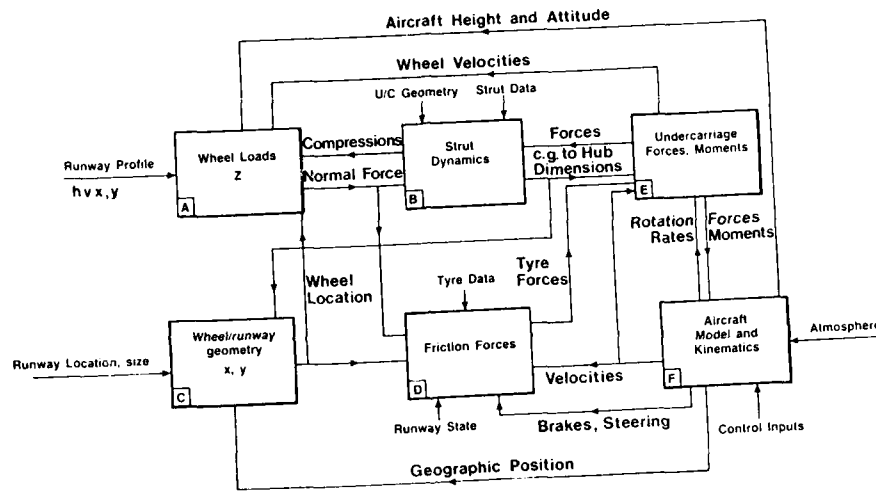 Aircraft Height and Attitude
Wheel Velocities
U/C Geometry
Strut Data
Wheel Loads
Z
A
Compressions
Normal Force
Strut
Dynamics
B
Forces
c.g. to Hub
Dimensions
Undercarriage
Forces, Moments
E
Runway Profile
h v x, y
Rotation
Rates
Forces
Moments
Wheel
Location
Tyre Data
Tyre
Forces
Wheel/runway
geometry
x, y
C
Runway Location, size
Friction Forces
D
Velocities
Aircraft
Model and
Kinematics
F
Atmosphere
Runway State
Brakes, Steering
Control Inputs
Geographic Position